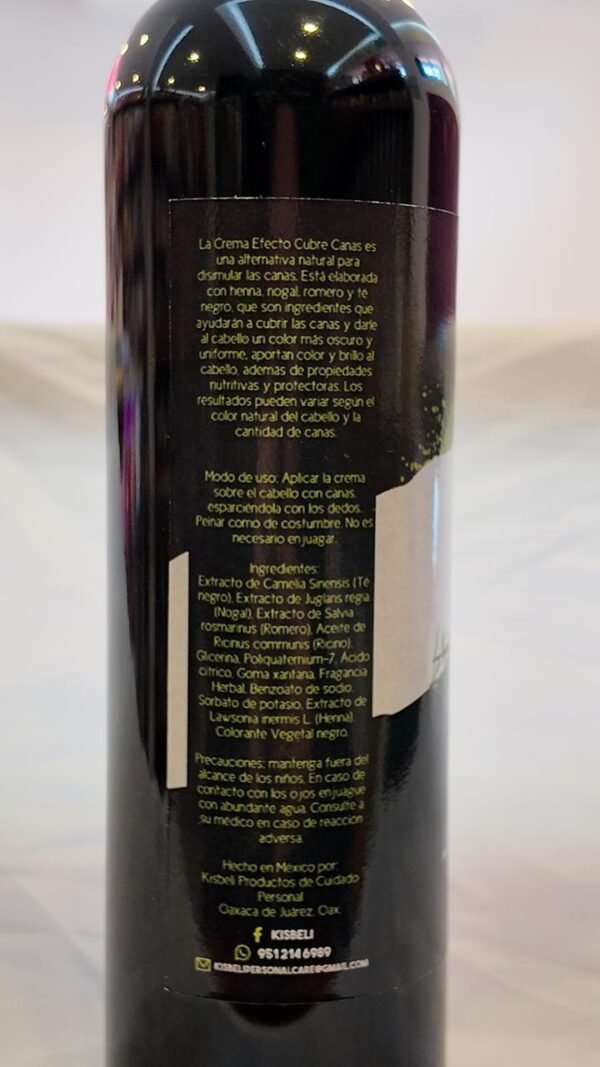 La Crema Efecto Cubre Canas es
una alternativa natural para
disimular las canas. Está elaborada
con henna, nogal, romero y té
negro, que son ingredientes que
ayudarán a cubrir las canas y darle
al cabello un color más oscuro y
uniforme, aportan color y brillo al
cabello, además de propiedades
nutritivas y protectoras. Los
resultados pueden variar según el
color natural del cabello y la
cantidad de canas.
Modo de uso: Aplicar la crema
sobre el cabello con canas,
esparciéndola con los dedos.
Peinar como de costumbre. No es
necesario enjuagar.
Ingredientes:
Extracto de Camelia Sinensis (Té
negro), Extracto de Juglans regia
(Nogal), Extracto de Salvia
rosmarinus (Romero), Aceite de
Ricinus communis (Ricino),
Glicerina, Poliquaternium-7, Ácido
cítrico, Goma xantana, Fragancia
Herbal, Benzoato de sodio,
Sorbato de potasio, Extracto de
Lawsonia inermis L. (Henna),
Colorante Vegetal negro.
Precauciones: mantenga fuera del
alcance de los niños. En caso de
contacto con los ojos enjuague
con abundante agua. Consulte a
su médico en caso de reacción
adversa.
Hecho en México por:
Kisbeli Productos de Cuidado
Personal
Oaxaca de Juárez, Oax.
KISBELI
9512146989
KISBELIPERSONALCARE@GMAIL.COM